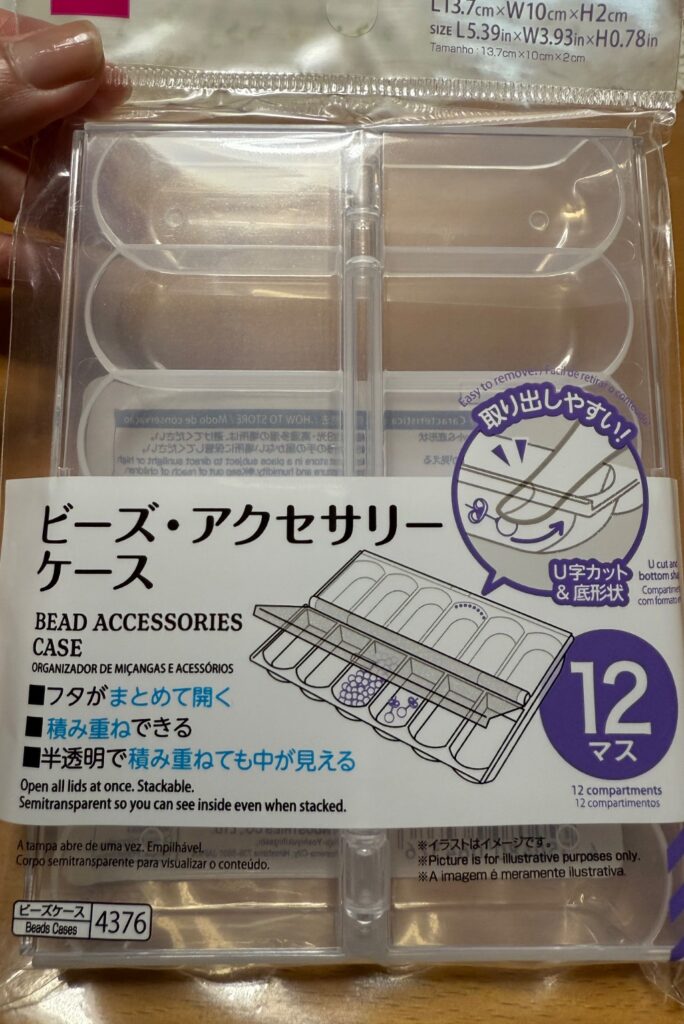 L13.7cm×W10cm×H2cm
SIZE L5.39in×W3.93in×H0.78in
Tamanho : 13.7cm×10cm×2cm
Easy to remove. / Fácil de retirar o conteúdo
取り出しやすい!
U字カット
&底形状
U cut and
bottom
ビーズ・アクセサリー
ケース
BEAD ACCESSORIES
CASE
ORGANIZADOR DE MIÇANGAS E ACESSÓRIOS
■フタがまとめて開く
■積み重ねできる
■半透明で積み重ねても中が見える
Open all lids at once. Stackable.
Semitransparent so you can see inside even when stacked.
12
マス
12 compartments
12 compartimentos
A tampa abre de uma vez. Empilhável.
Corpo semitransparente para visualizar o conteúdo.
※イラストはイメージです。
※Picture is for illustrative purposes only.
※A imagem é meramente ilustrativa.
ビーズケース
Beads Cases
4376